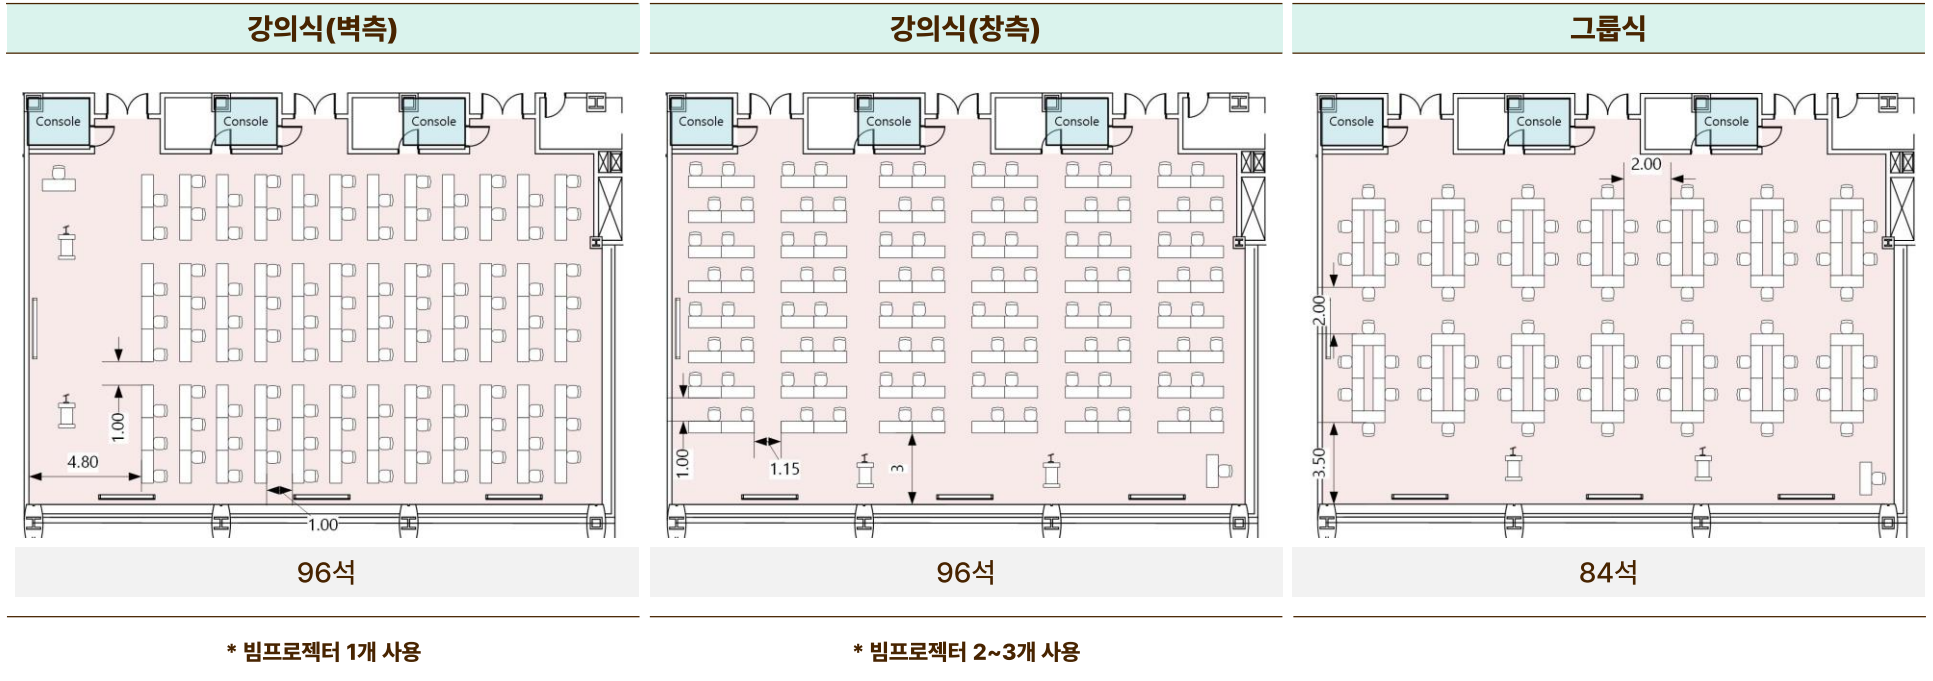 강의식(벽측)
강의식(창측)
그룹식
Console
Console
Console
4.80
1.00
1.00
Console
Console
Console
1.00
1.15
3
Console
Console
Console
2.00
2.00
3.50
96석
96석
84석
* 빔프로젝터 1개 사용
* 빔프로젝터 2~3개 사용